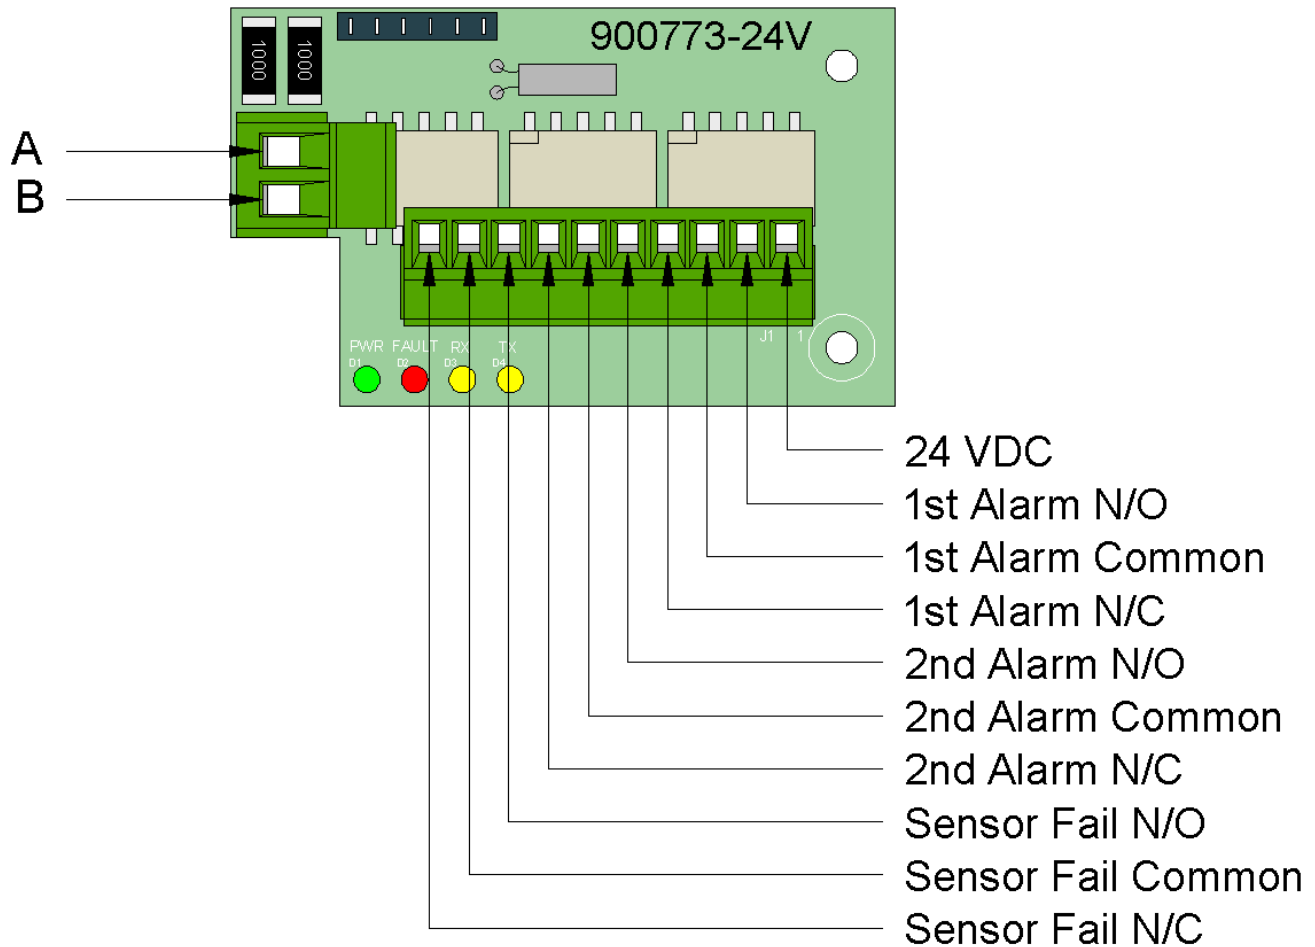 900773-24V
1000
1000
A
B
J1 1
PWR FAULT RX TX
D1 D2 D3 D4
24 VDC
1st Alarm N/O
1st Alarm Common
1st Alarm N/C
2nd Alarm N/O
2nd Alarm Common
2nd Alarm N/C
Sensor Fail N/O
Sensor Fail Common
Sensor Fail N/C